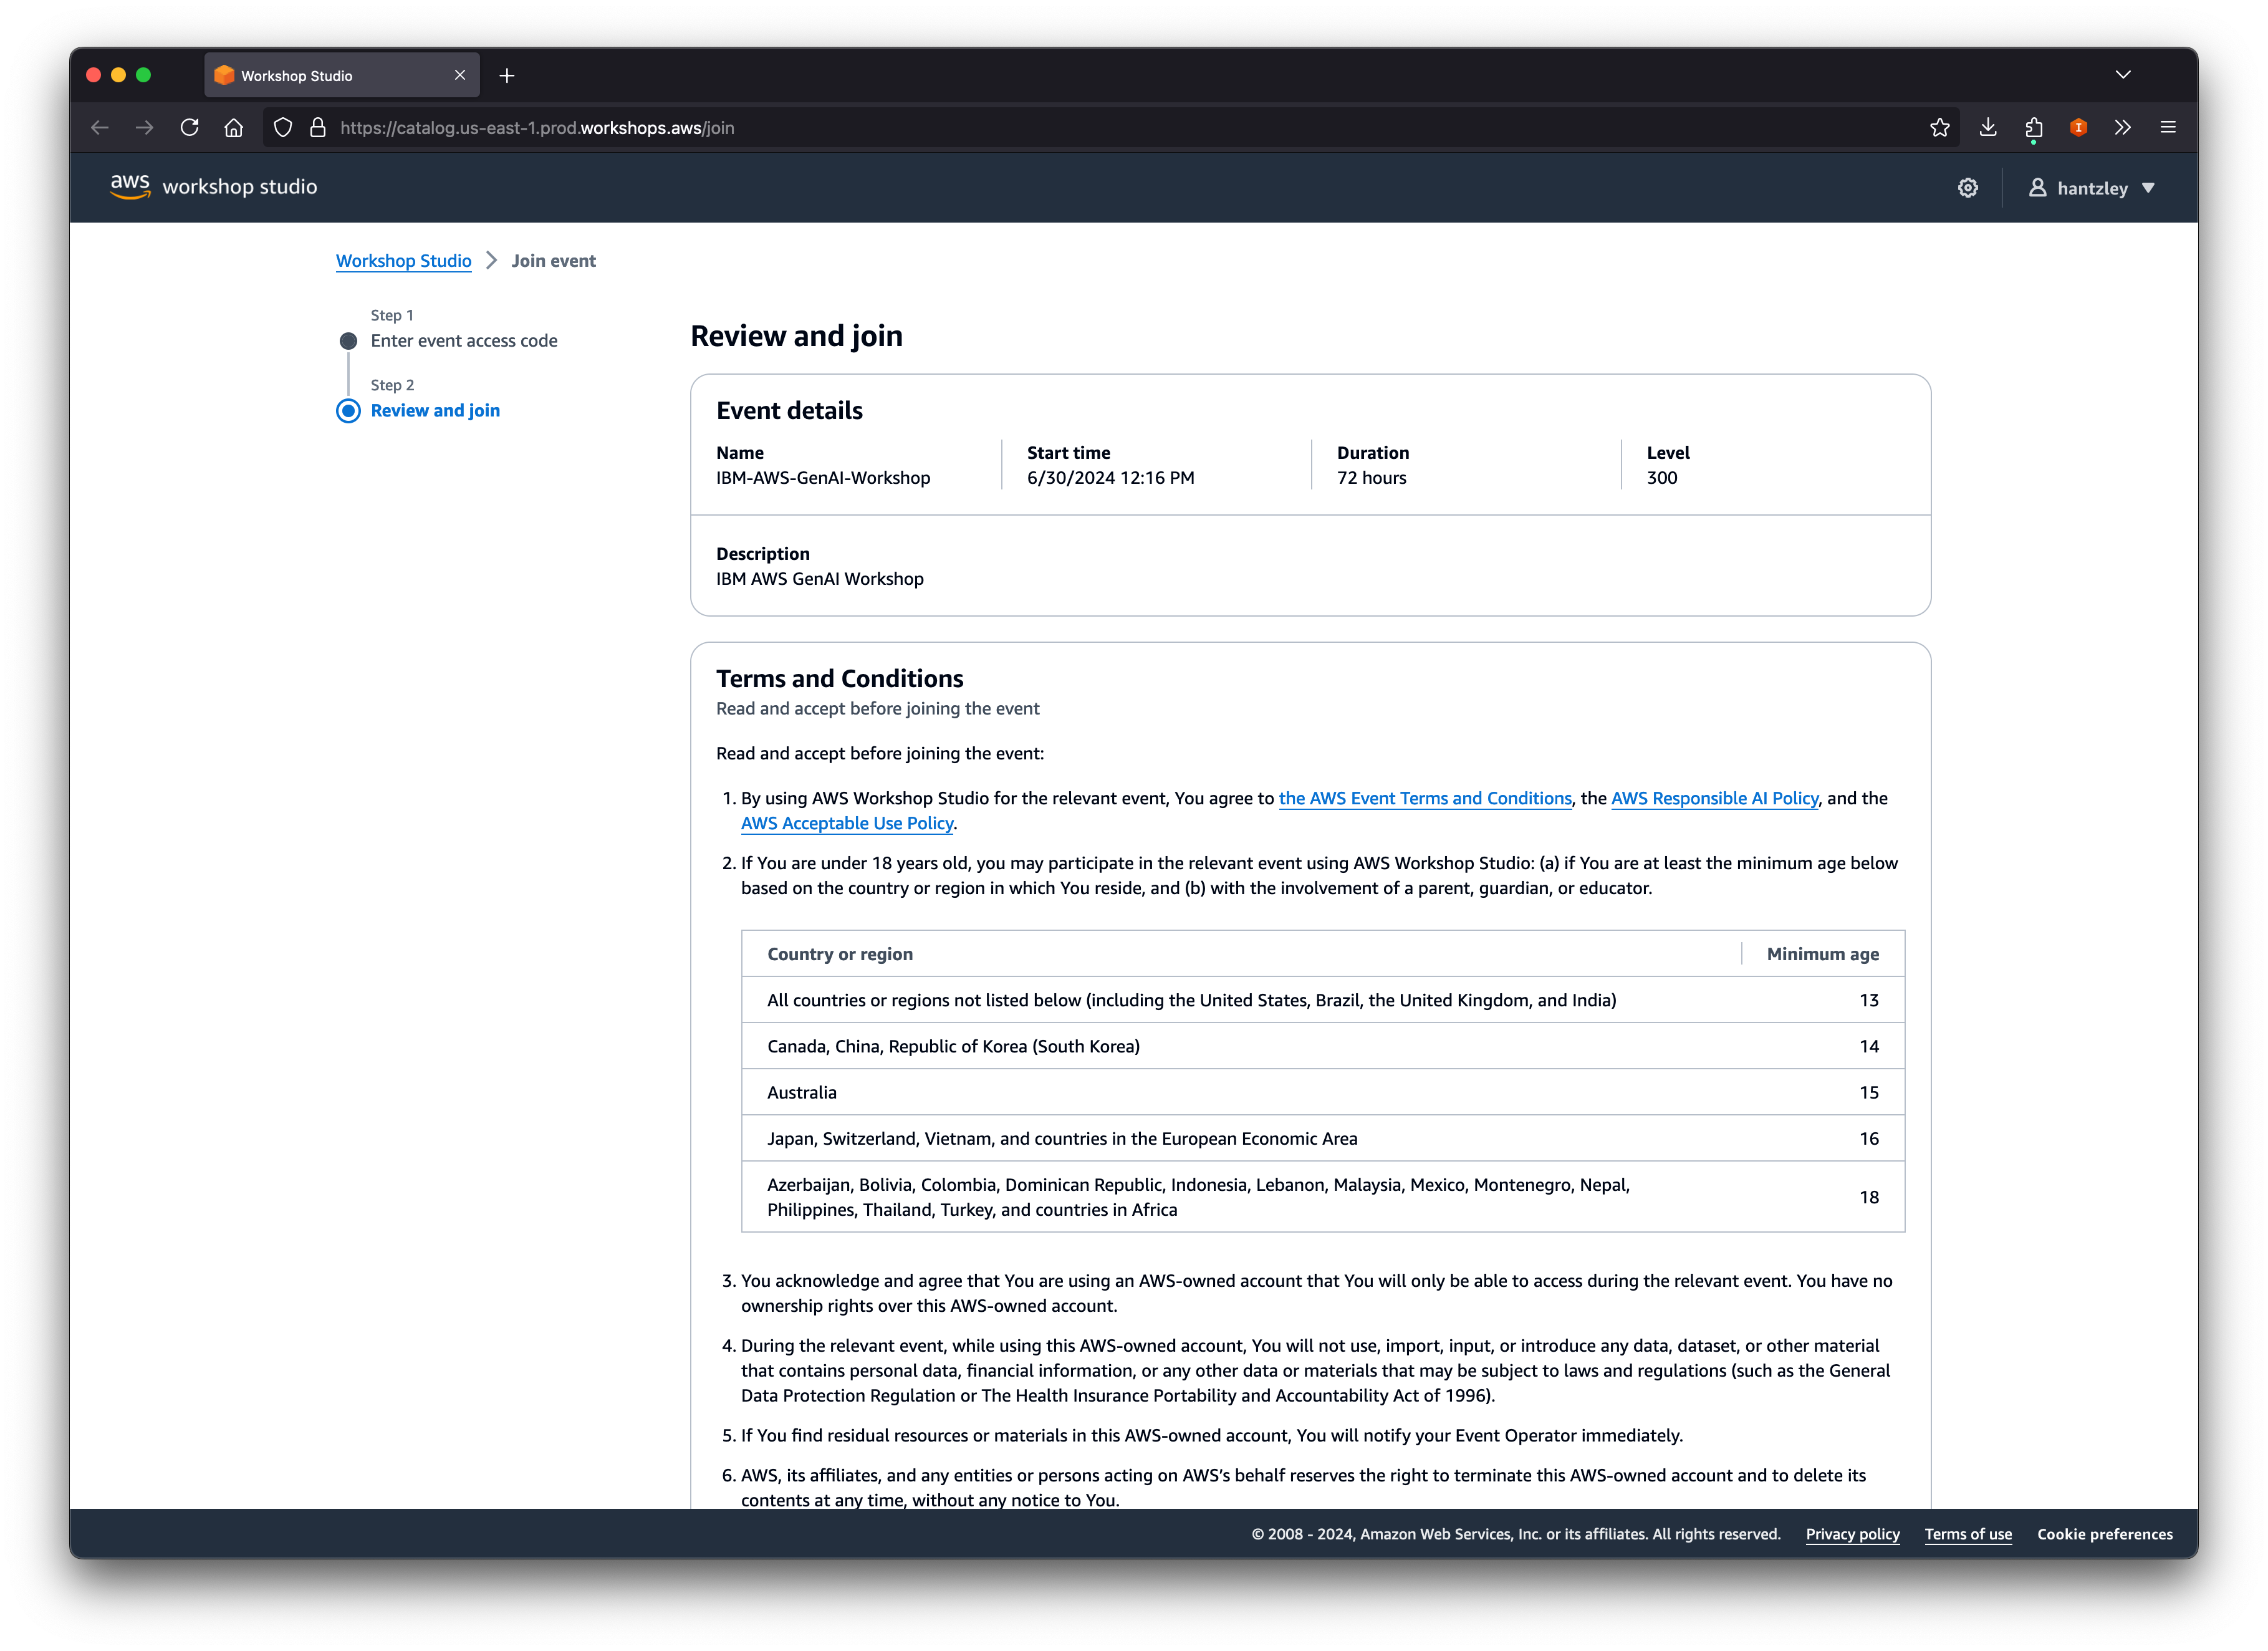 Workshop Studio
https://catalog.us-east-1.prod.workshops.aws/join
aws workshop studio
hantzley
Workshop Studio
Join event
Step 1
Enter event access code
Step 2
Review and join
Review and join
Event details
Name
IBM-AWS-GenAI-Workshop
Start time
6/30/2024 12:16 PM
Duration
72 hours
Level
300
Description
IBM AWS GenAI Workshop
Terms and Conditions
Read and accept before joining the event
Read and accept before joining the event:
1. By using AWS Workshop Studio for the relevant event, You agree to the AWS Event Terms and Conditions, the AWS Responsible AI Policy, and the
AWS Acceptable Use Policy.
2. If You are under 18 years old, you may participate in the relevant event using AWS Workshop Studio: (a) if You are at least the minimum age below
based on the country or region in which You reside, and (b) with the involvement of a parent, guardian, or educator.
Country or region Minimum age
All countries or regions not listed below (including the United States, Brazil, the United Kingdom, and India) 13
Canada, China, Republic of Korea (South Korea) 14
Australia 15
Japan, Switzerland, Vietnam, and countries in the European Economic Area 16
Azerbaijan, Bolivia, Colombia, Dominican Republic, Indonesia, Lebanon, Malaysia, Mexico, Montenegro, Nepal,
Philippines, Thailand, Turkey, and countries in Africa 18
3. You acknowledge and agree that You are using an AWS-owned account that You will only be able to access during the relevant event. You have no
ownership rights over this AWS-owned account.
4. During the relevant event, while using this AWS-owned account, You will not use, import, input, or introduce any data, dataset, or other material
that contains personal data, financial information, or any other data or materials that may be subject to laws and regulations (such as the General
Data Protection Regulation or The Health Insurance Portability and Accountability Act of 1996).
5. If You find residual resources or materials in this AWS-owned account, You will notify your Event Operator immediately.
6. AWS, its affiliates, and any entities or persons acting on AWS’s behalf reserves the right to terminate this AWS-owned account and to delete its
contents at any time, without any notice to You.
© 2008 - 2024, Amazon Web Services, Inc. or its affiliates. All rights reserved. Privacy policy Terms of use Cookie preferences